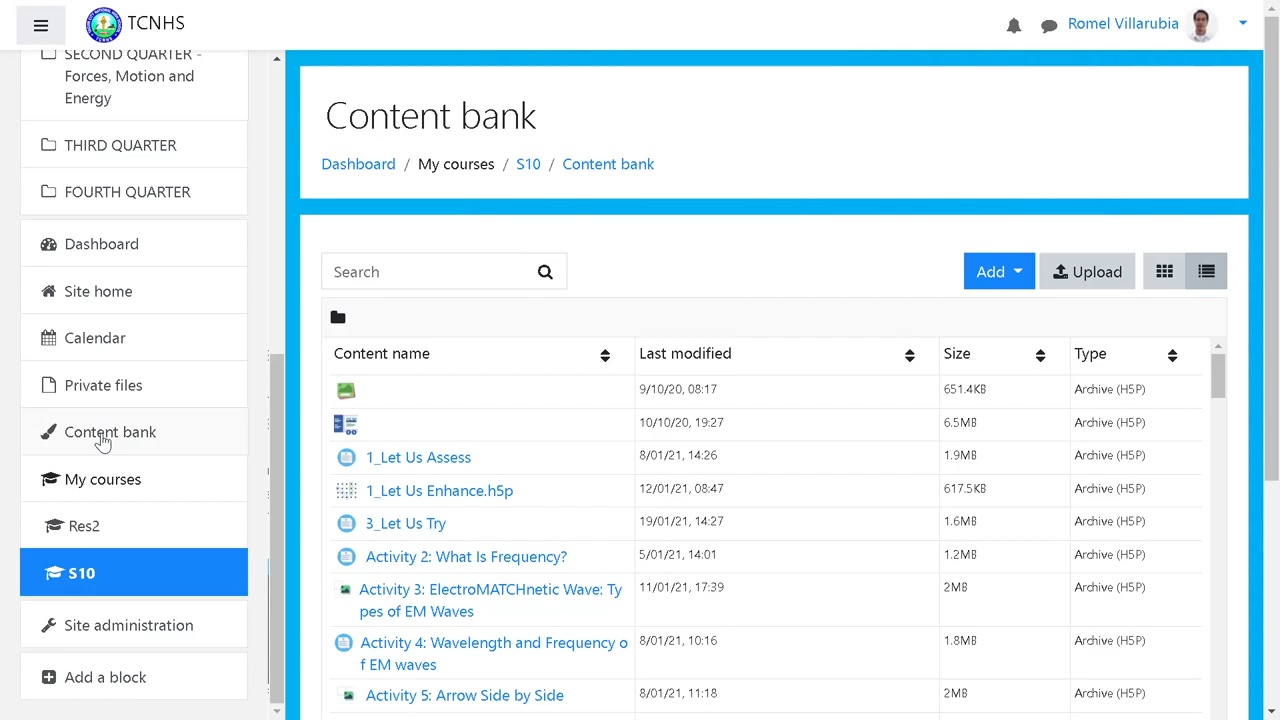 TCNHS
Romel Villarubia
SECOND QUARTER -
Forces, Motion and
Energy
THIRD QUARTER
FOURTH QUARTER
Dashboard
Site home
Calendar
Private files
Content bank
My courses
Res2
S10
Site administration
Add a block
Content bank
Dashboard / My courses / S10 / Content bank
Search
Add
Upload
Content name Last modified Size Type
9/10/20, 08:17 651.4KB Archive (H5P)
10/10/20, 19:27 6.5MB Archive (H5P)
1_Let Us Assess 8/01/21, 14:26 1.9MB Archive (H5P)
1_Let Us Enhance.h5p 12/01/21, 08:47 617.5KB Archive (H5P)
3_Let Us Try 19/01/21, 14:27 1.6MB Archive (H5P)
Activity 2: What Is Frequency? 5/01/21, 14:01 1.2MB Archive (H5P)
Activity 3: ElectroMATCHnetic Wave: Ty 11/01/21, 17:39 2MB Archive (H5P)
pes of EM Waves
Activity 4: Wavelength and Frequency o 8/01/21, 10:16 1.8MB Archive (H5P)
f EM waves
Activity 5: Arrow Side by Side 8/01/21, 11:18 2MB Archive (H5P)